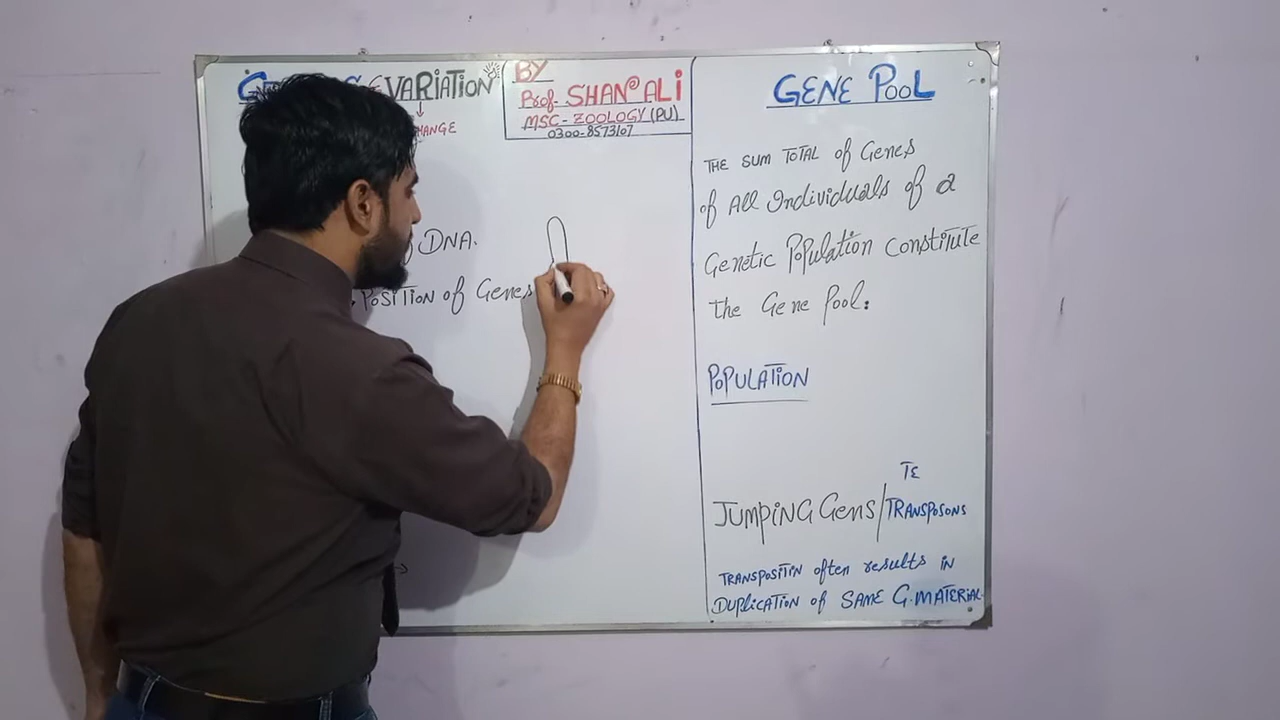 VARIATION
HANGE
DNA.
POSITION of Genes
BY
Prof. SHAN ALI
MSC- ZOOLOGY (PU)
0300-8573107
GENE POOL
THE SUM TOTAL of Genes
of All Individuals of a
Genetic Population constitute
the Gene Pool:
POPULATION
TE
JUMPING Gens/TRANSPOSONS
TRANSPOSITIN often results in
DUPLICATION of SAME G.MATERIAL